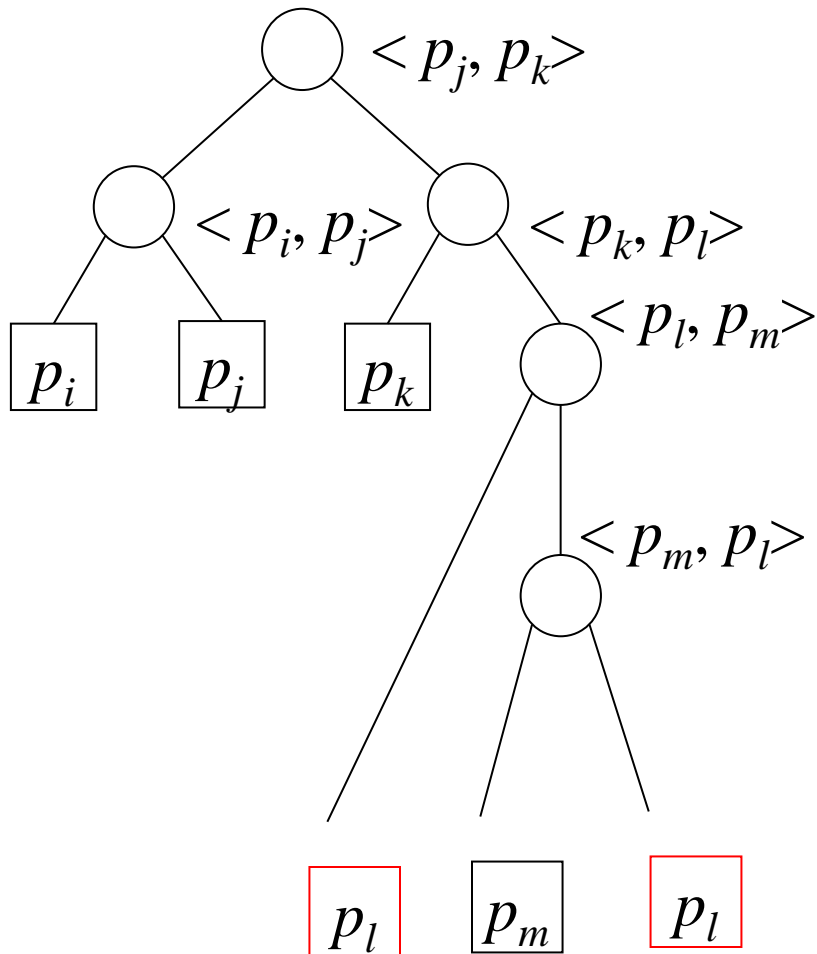 < p_j, p_k>
< p_i, p_j>
< p_k, p_l>
< p_l, p_m>
p_i
p_j
p_k
< p_m, p_l>
p_l
p_m
p_l